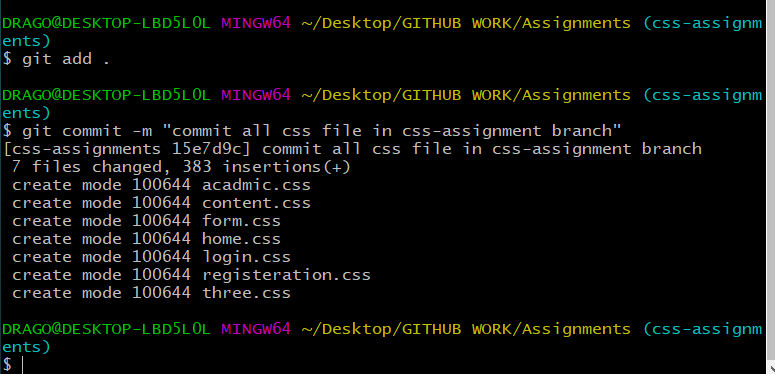 DRAGO@DESKTOP-LBD5L0L MINGW64 ~/Desktop/GITHUB WORK/Assignments (css-assignm
ents)
$ git add .
DRAGO@DESKTOP-LBD5L0L MINGW64 ~/Desktop/GITHUB WORK/Assignments (css-assignm
ents)
$ git commit -m "commit all css file in css-assignment branch"
[css-assignments 15e7d9c] commit all css file in css-assignment branch
 7 files changed, 383 insertions(+)
 create mode 100644 acadmic.css
 create mode 100644 content.css
 create mode 100644 form.css
 create mode 100644 home.css
 create mode 100644 login.css
 create mode 100644 registeration.css
 create mode 100644 three.css
DRAGO@DESKTOP-LBD5L0L MINGW64 ~/Desktop/GITHUB WORK/Assignments (css-assignm
ents)
$